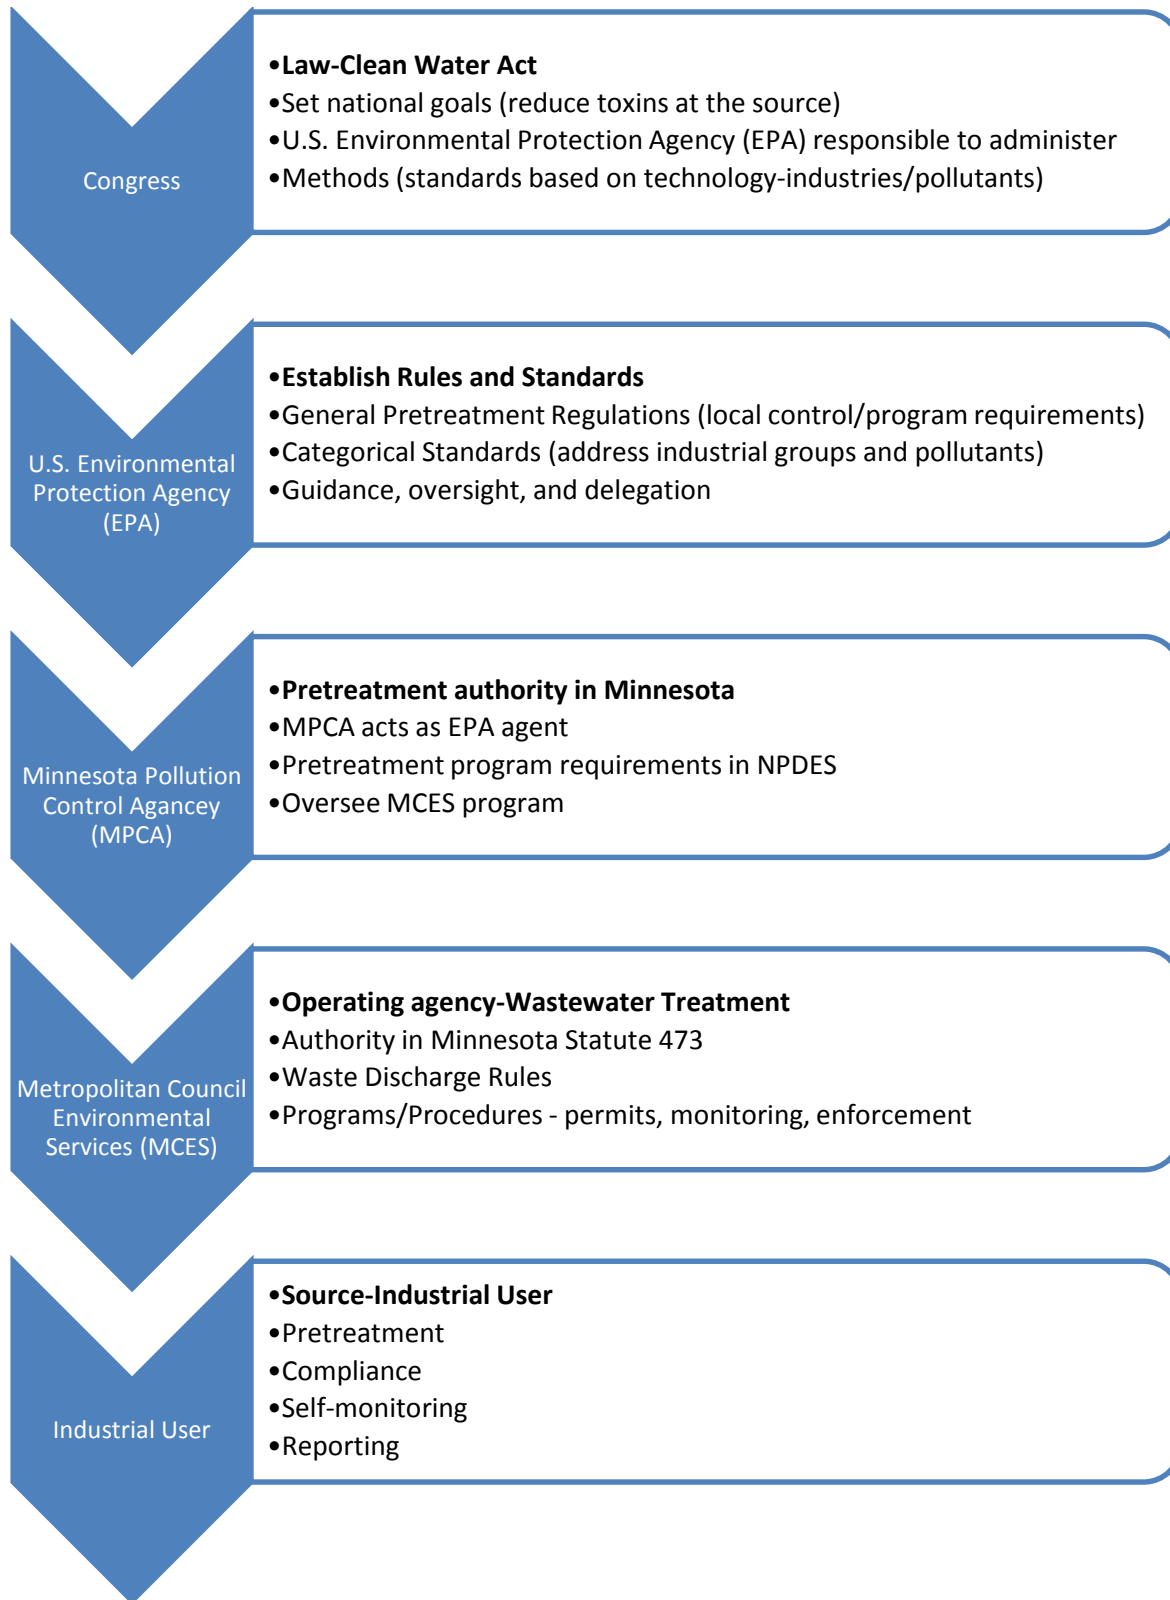 Congress
•Law-Clean Water Act
•Set national goals (reduce toxins at the source)
•U.S. Environmental Protection Agency (EPA) responsible to administer
•Methods (standards based on technology-industries/pollutants)
U.S. Environmental
Protection Agency
(EPA)
•Establish Rules and Standards
•General Pretreatment Regulations (local control/program requirements)
•Categorical Standards (address industrial groups and pollutants)
•Guidance, oversight, and delegation
Minnesota Pollution
Control Agancey
(MPCA)
•Pretreatment authority in Minnesota
•MPCA acts as EPA agent
•Pretreatment program requirements in NPDES
•Oversee MCES program
Metropolitan Council
Environmental
Services (MCES)
•Operating agency-Wastewater Treatment
•Authority in Minnesota Statute 473
•Waste Discharge Rules
•Programs/Procedures - permits, monitoring, enforcement
Industrial User
•Source-Industrial User
•Pretreatment
•Compliance
•Self-monitoring
•Reporting